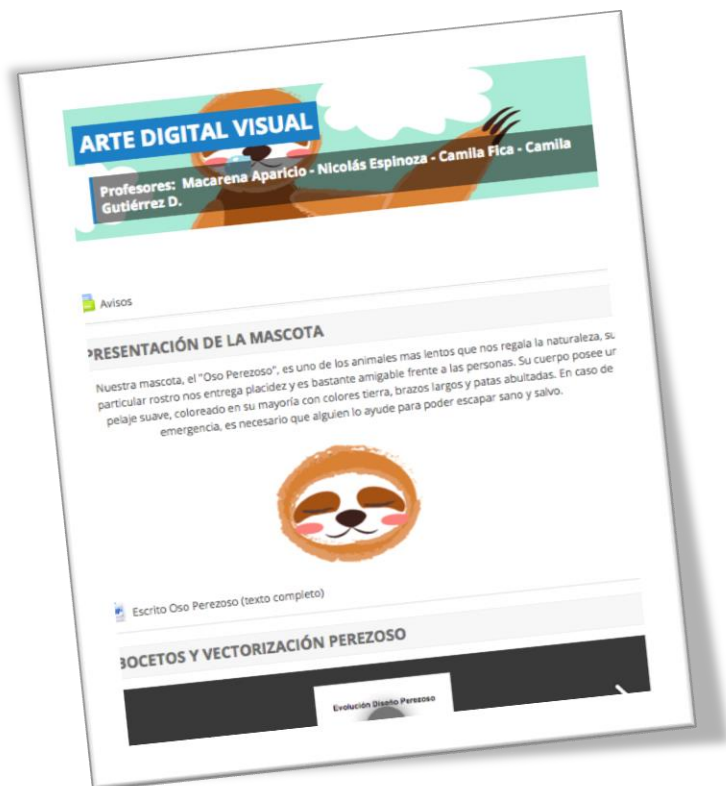 ARTE DIGITAL VISUAL
Profesores: Macarena Aparicio - Nicolás Espinoza - Camila Fica - Camila
Gutiérrez D.
Avisos
PRESENTACIÓN DE LA MASCOTA
Nuestra mascota, el "Oso Perezoso", es uno de los animales mas lentos que nos regala la naturaleza, su
particular rostro nos entrega placidez y es bastante amigable frente a las personas. Su cuerpo posee un
pelaje suave, coloreado en su mayoría con colores tierra, brazos largos y patas abultadas. En caso de
emergencia, es necesario que alguien lo ayude para poder escapar sano y salvo.
Escrito Oso Perezoso (texto completo)
BOCETOS Y VECTORIZACIÓN PEREZOSO
Evolución Diseño Perezoso